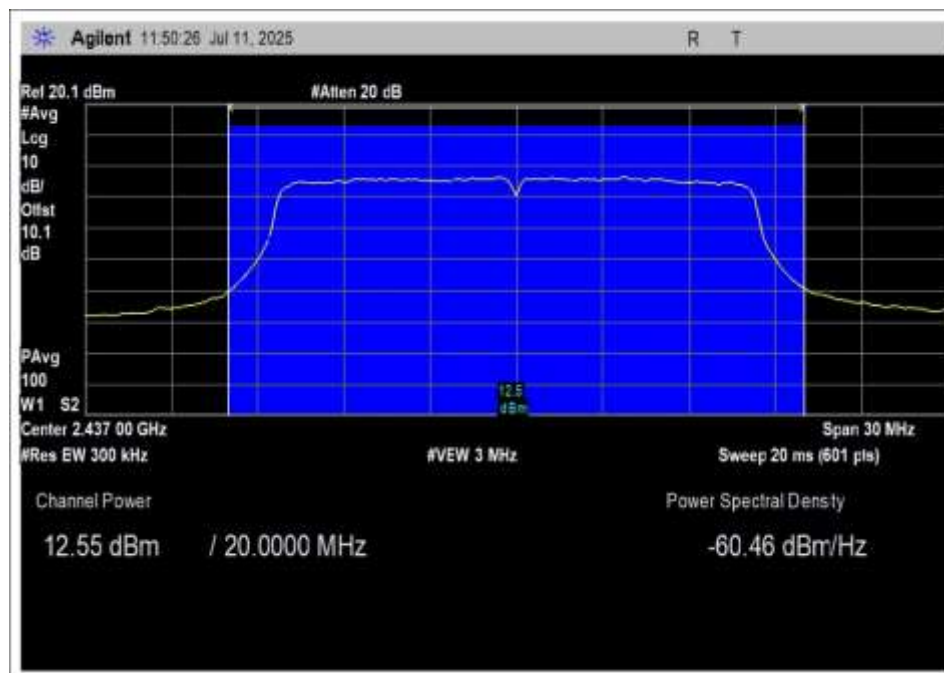 Agilent 11:50:26 Jul 11, 2025 R T
Ref 20.1 dBm #Atten 20 dB
#Avg
Log
10
dB/
Offst
10.1
dB
PAvg
100
W1 S2
12.5
dBm
Center 2.437 00 GHz Span 30 MHz
#Res BW 300 kHz #VBW 3 MHz Sweep 20 ms (601 pts)
Channel Power Power Spectral Density
12.55 dBm / 20.0000 MHz -60.46 dBm/Hz